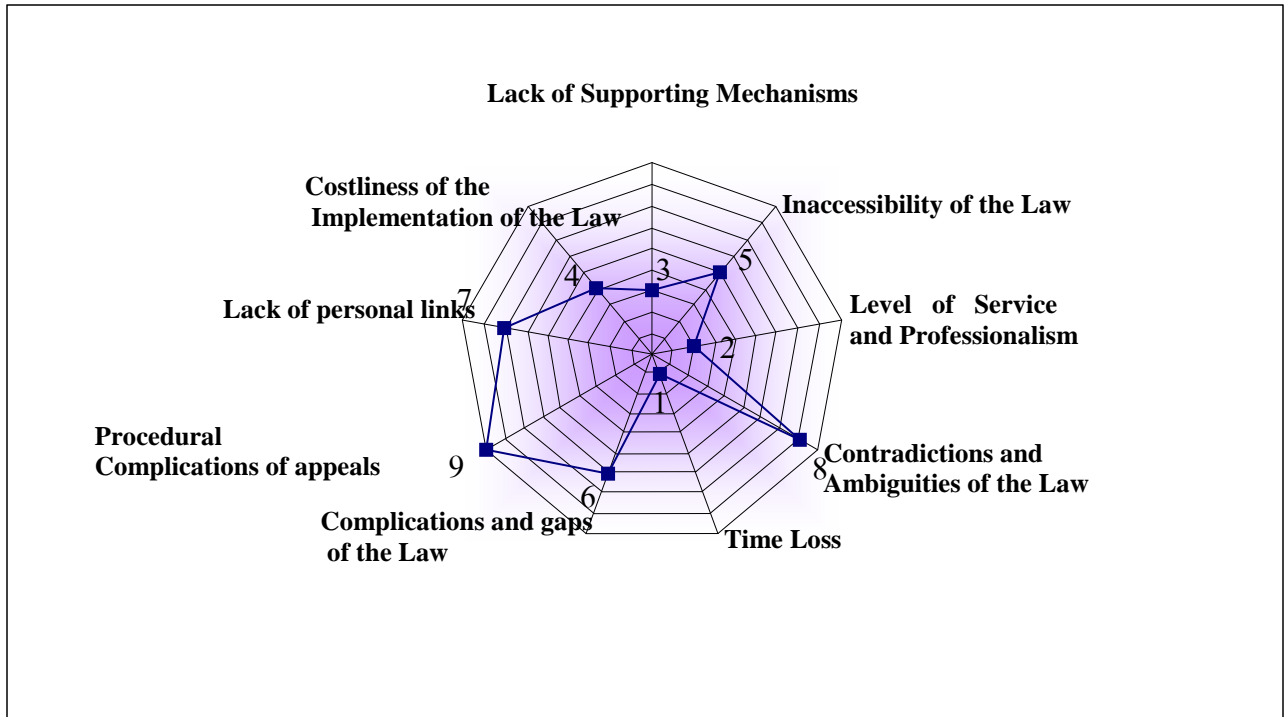 Lack of Supporting Mechanisms
Costliness of the
Implementation of the Law
Inaccessibility of the Law
3
5
4
7
Lack of personal links
Level of Service
and Professionalism
2
1
Procedural
Complications of appeals
9
8
Contradictions and
Ambiguities of the Law
6
Complications and gaps
of the Law
Time Loss